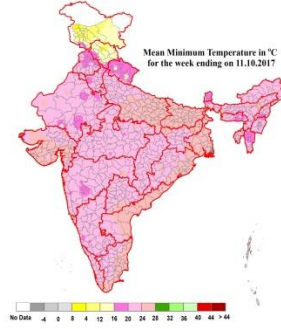 Mean Minimum Temperature in °C
for the week ending on 11.10.2017
No Data -4 0 8 4 12 16 20 24 28 32 36 40 44 > 44